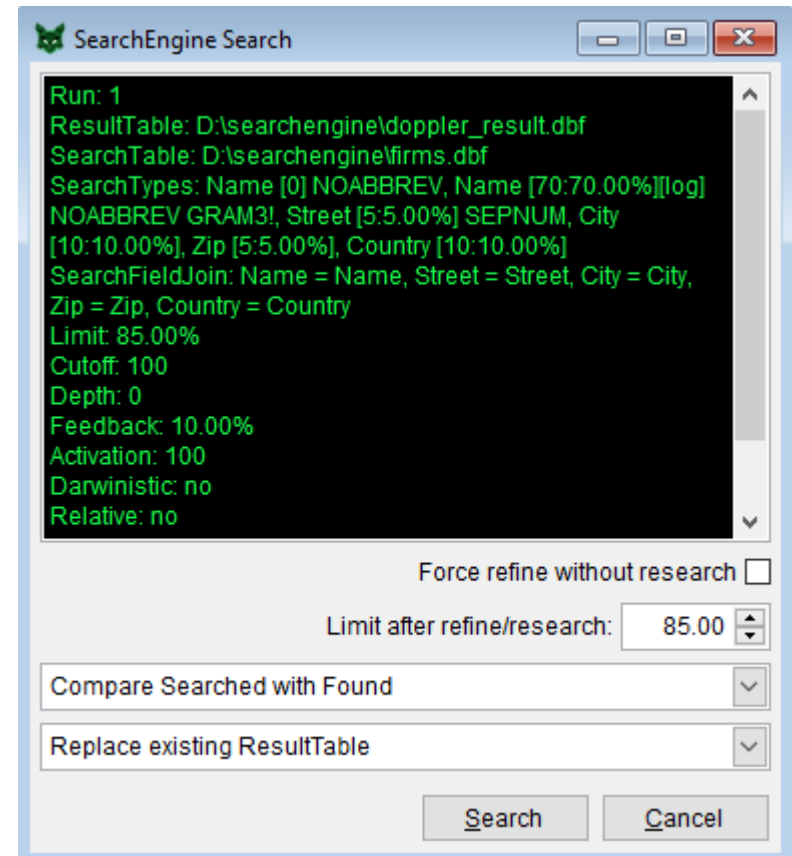 SearchEngine Search
Run: 1
ResultTable: D:\searchengine\doppler_result.dbf
SearchTable: D:\searchengine\firms.dbf
SearchTypes: Name [0] NOABBREV, Name [70:70.00%][log]
NOABBREV GRAM3!, Street [5:5.00%] SEPNUM, City
[10:10.00%], Zip [5:5.00%], Country [10:10.00%]
SearchFieldJoin: Name = Name, Street = Street, City = City,
Zip = Zip, Country = Country
Limit: 85.00%
Cutoff: 100
Depth: 0
Feedback: 10.00%
Activation: 100
Darwinistic: no
Relative: no
Force refine without research
Limit after refine/research: 85.00
Compare Searched with Found
Replace existing ResultTable
Search Cancel